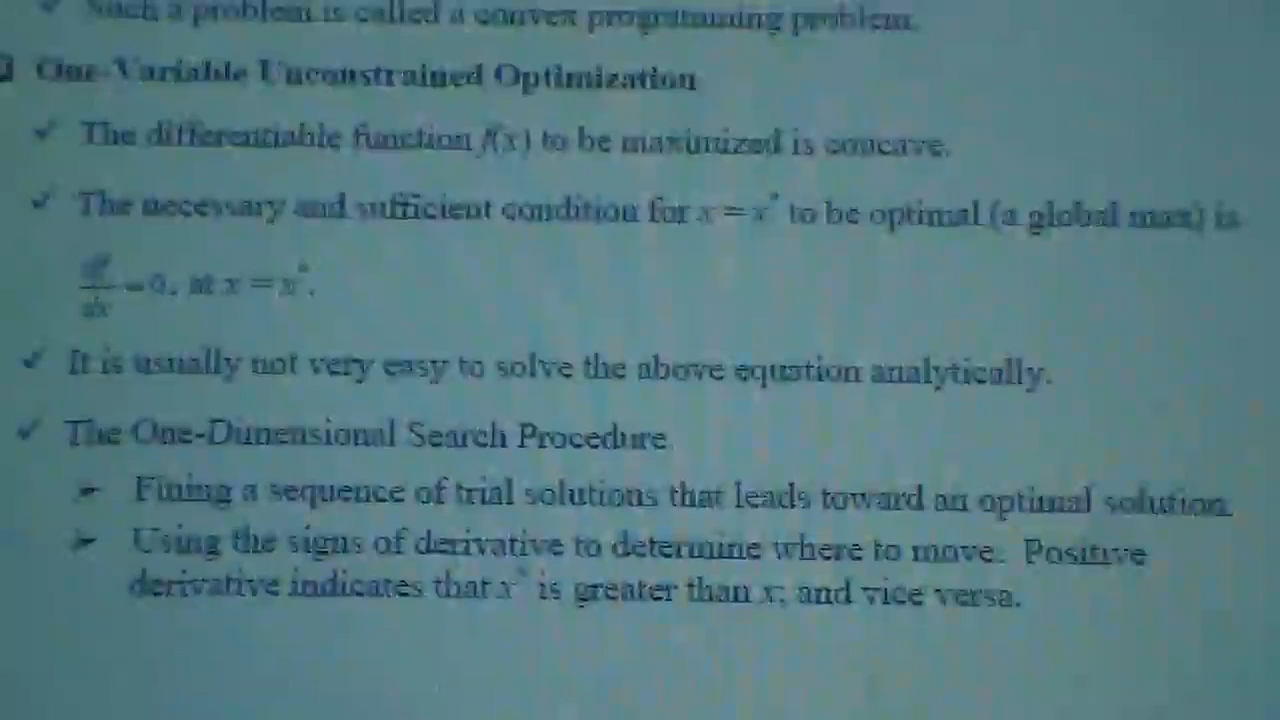 ✓ Such a problem is called a convex programming problem.
One-Variable Unconstrained Optimization
✓ The differentiable function f(x) to be maximized is concave.
✓ The necessary and sufficient condition for x = x* to be optimal (a global max) is
df/dx = 0, at x = x*.
✓ It is usually not very easy to solve the above equation analytically.
✓ The One-Dimensional Search Procedure
➢ Fining a sequence of trial solutions that leads toward an optimal solution.
➢ Using the signs of derivative to determine where to move. Positive
derivative indicates that x* is greater than x; and vice versa.